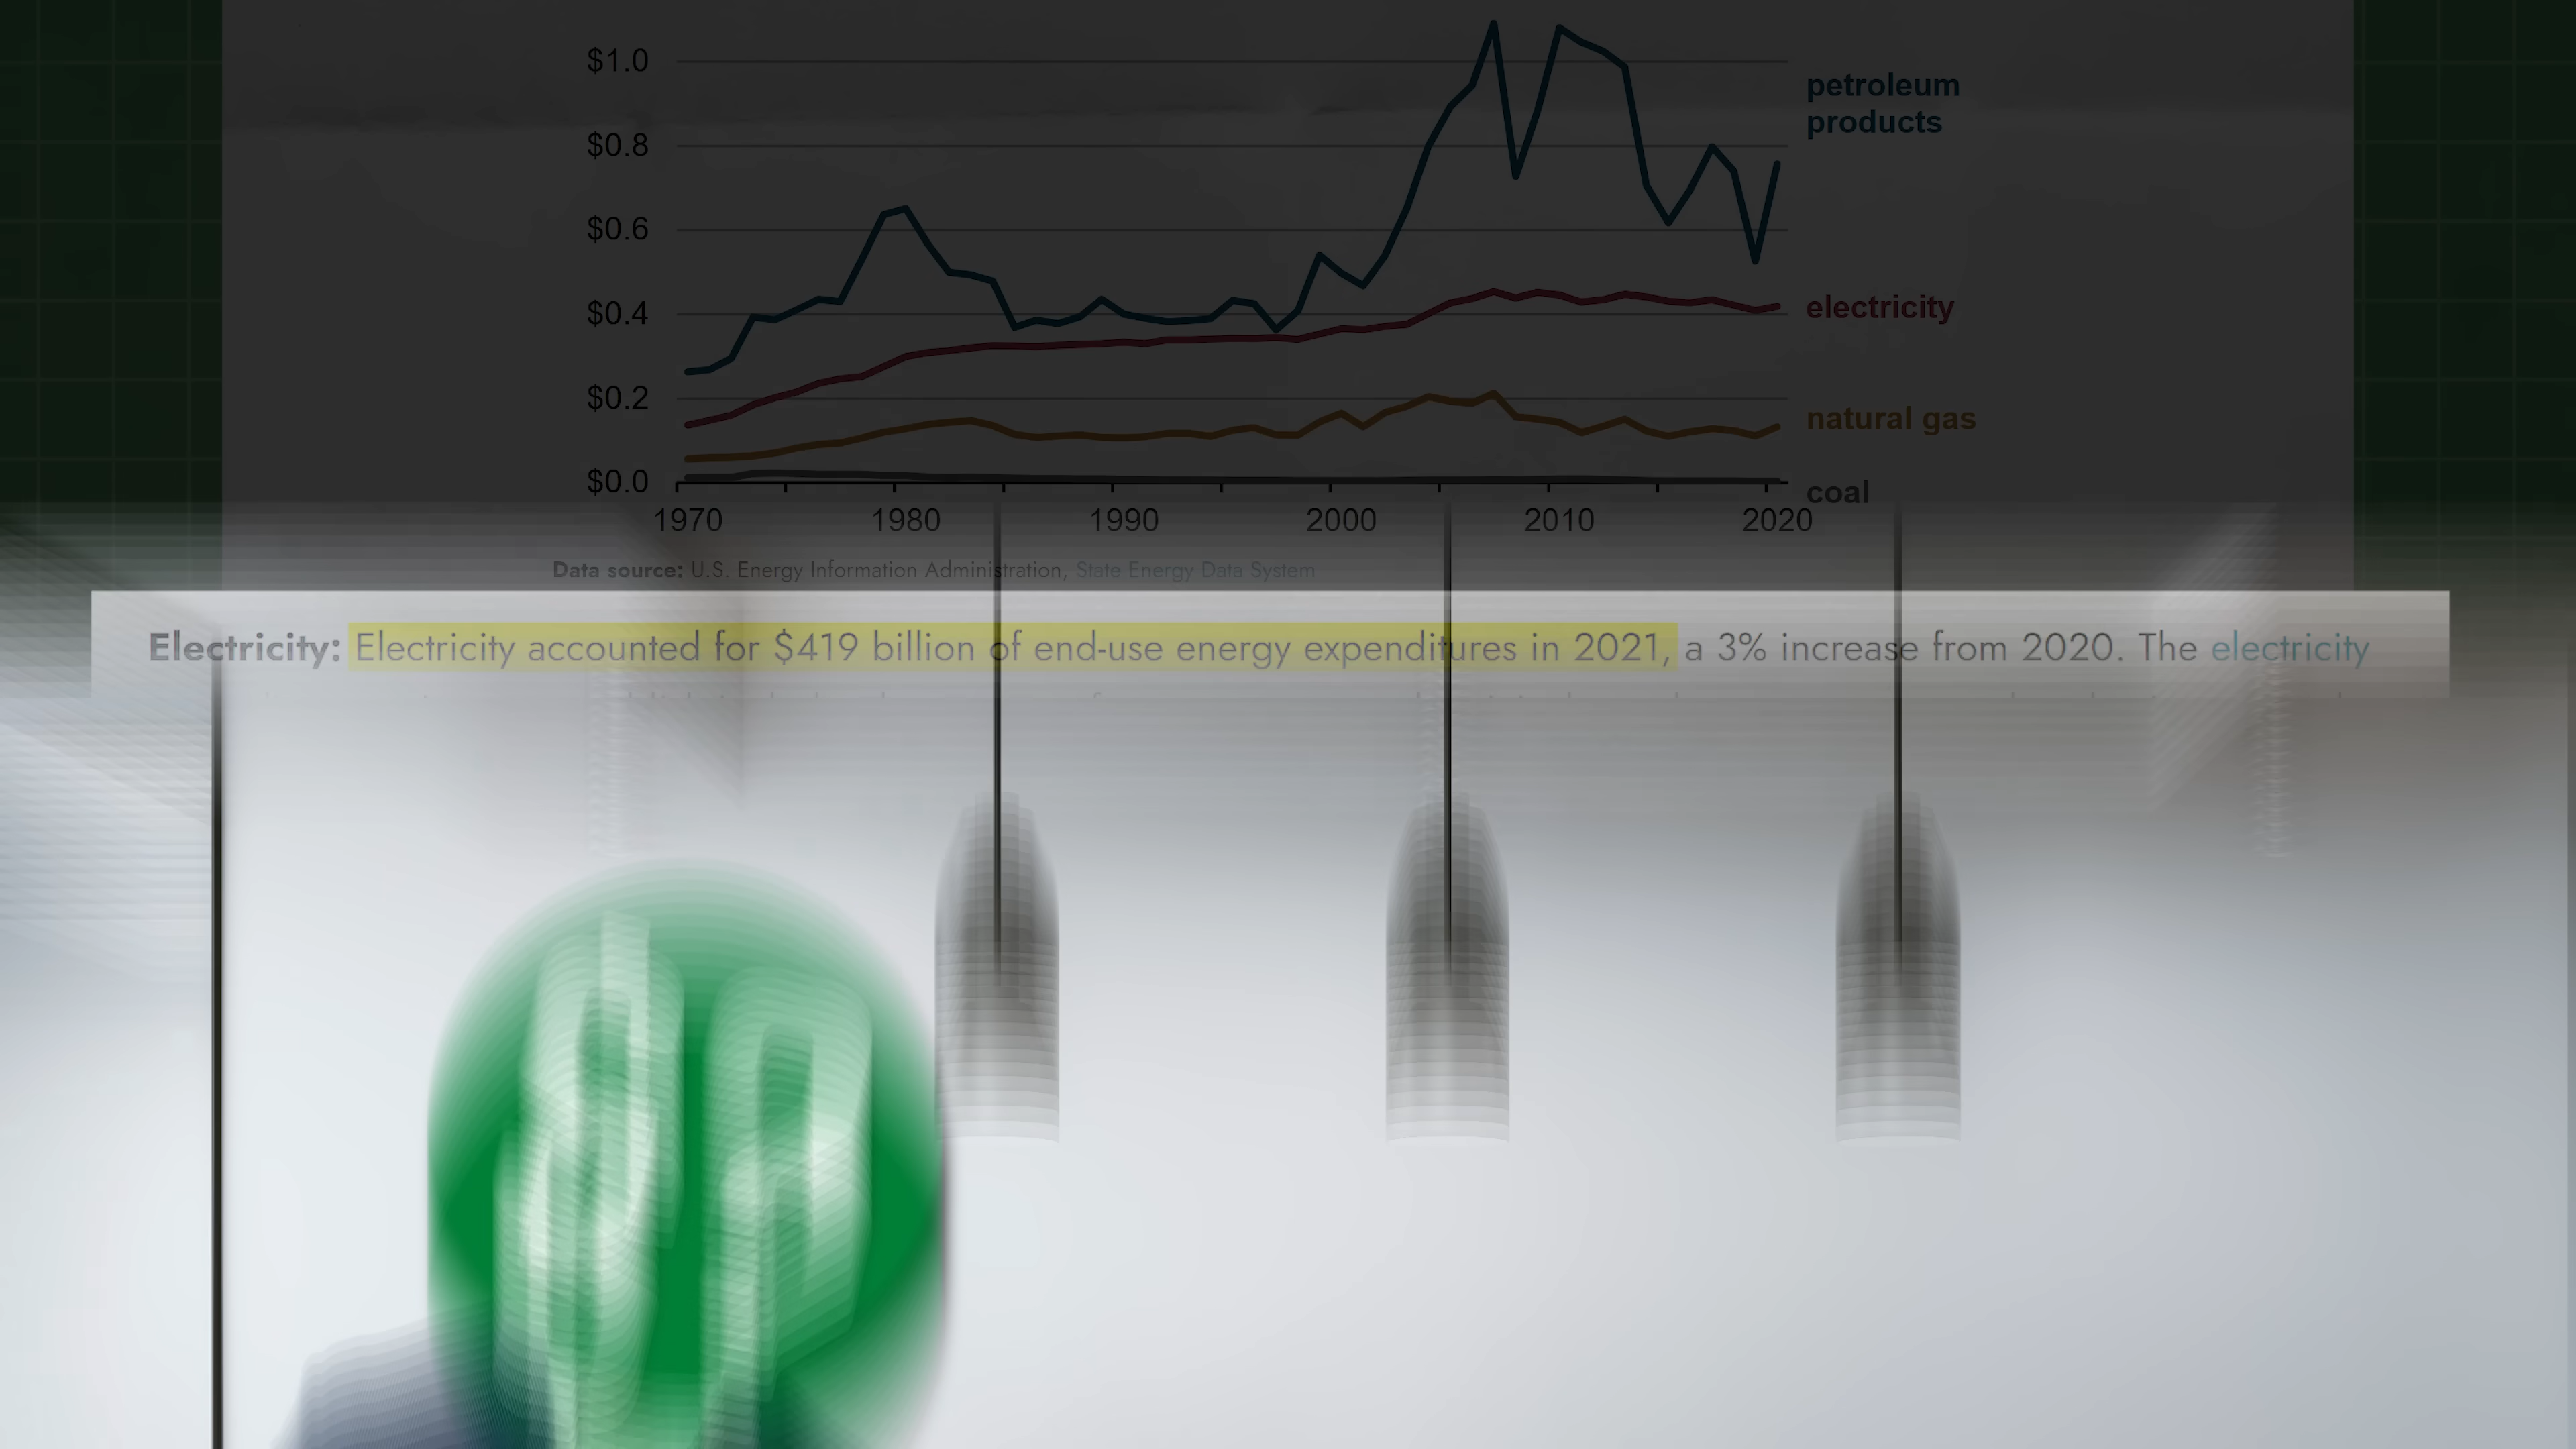 $1.0
petroleum
products
$0.8
$0.6
$0.4
electricity
$0.2
natural gas
$0.0
coal
1970 1980 1990 2000 2010 2020
Data source: U.S. Energy Information Administration, State Energy Data System
Electricity: Electricity accounted for $419 billion of end-use energy expenditures in 2021, a 3% increase from 2020. The electricity